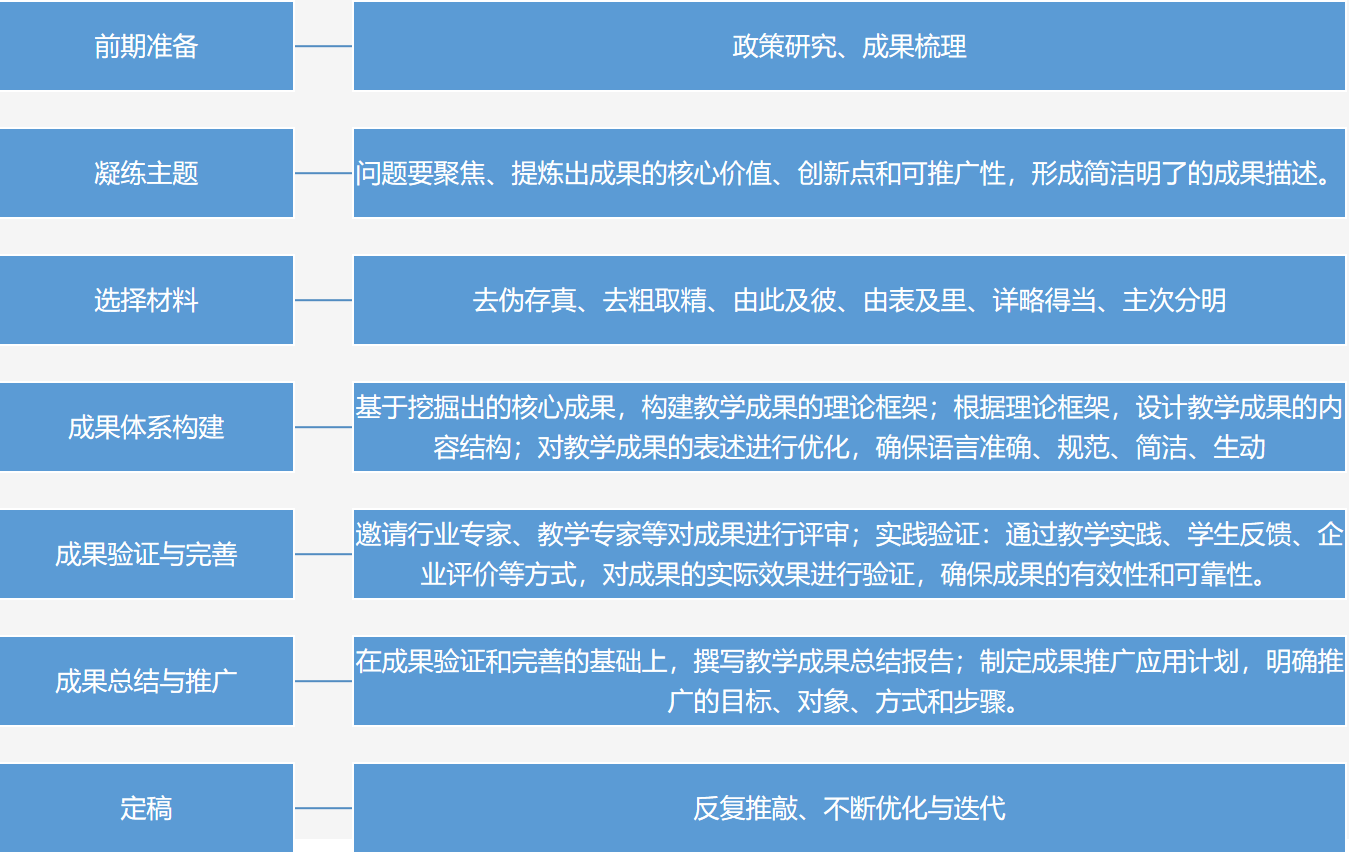 前期准备
政策研究、成果梳理
凝练主题
问题要聚焦、提炼出成果的核心价值、创新点和可推广性，形成简洁明了的成果描述。
选择材料
去伪存真、去粗取精、由此及彼、由表及里、详略得当、主次分明
成果体系构建
基于挖掘出的核心成果，构建教学成果的理论框架；根据理论框架，设计教学成果的内
容结构；对教学成果的表述进行优化，确保语言准确、规范、简洁、生动
成果验证与完善
邀请行业专家、教学专家等对成果进行评审；实践验证：通过教学实践、学生反馈、企
业评价等方式，对成果的实际效果进行验证，确保成果的有效性和可靠性。
成果总结与推广
在成果验证和完善的基础上，撰写教学成果总结报告；制定成果推广应用计划，明确推
广的目标、对象、方式和步骤。
定稿
反复推敲、不断优化与迭代